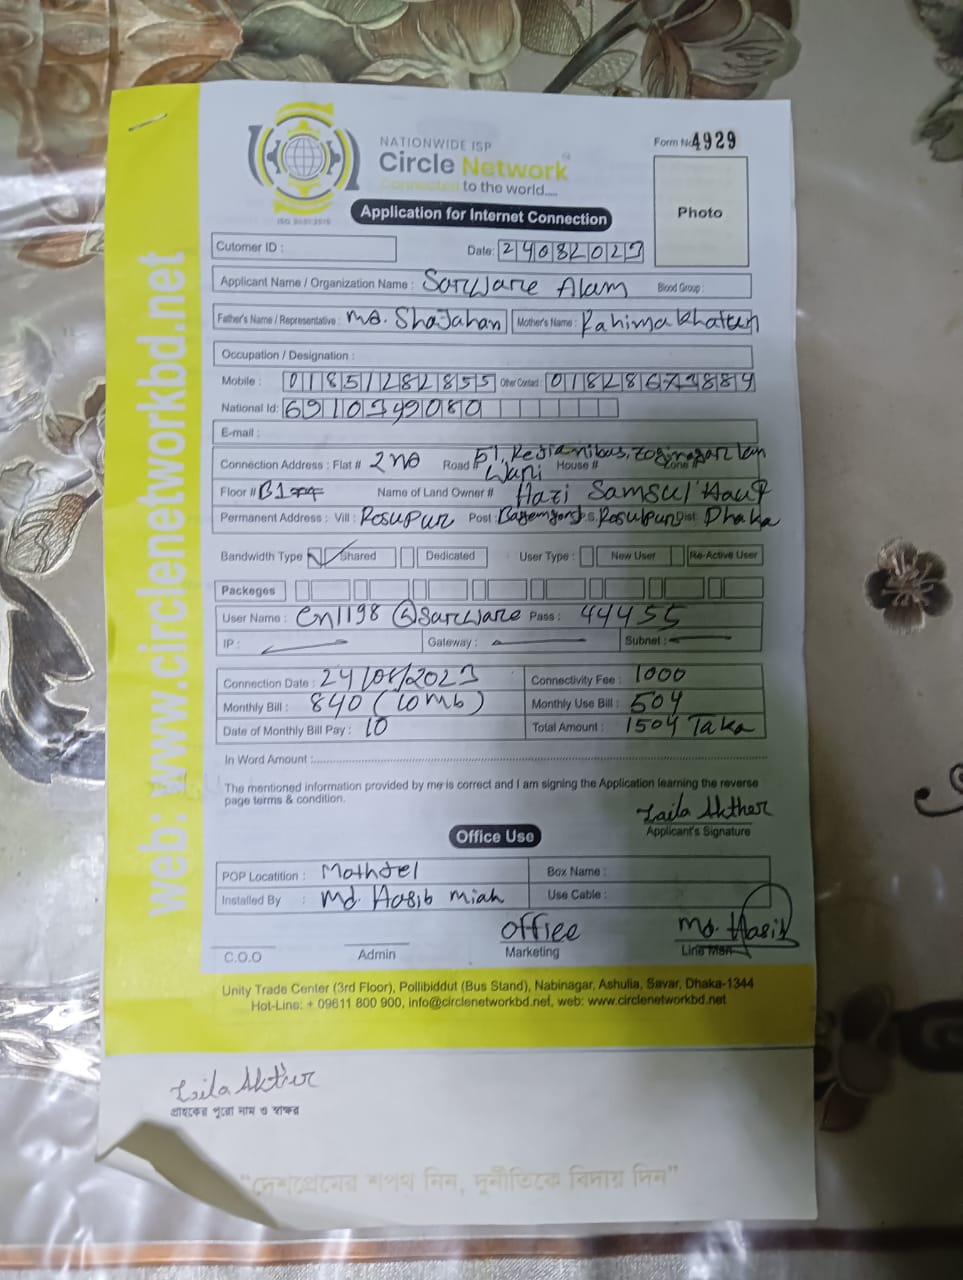 NATIONWIDE ISP
Circle Network
Connected to the world....
ISO 9001:2015
Form No 4929
Photo
Application for Internet Connection
Cutomer ID :
Date: 24082023
Applicant Name / Organization Name : Sarware Alam Blood Group :
Father's Name / Representative : MD. Shajahan Mother's Name : Rahima Khatun
Occupation / Designation :
Mobile : 01851282855 Other Contact : 01828673889
National Id: 6910349080
E-mail :
Connection Address : Flat # 2nd Road # House # Zone #
Floor # Name of Land Owner # Hazi Samsul Hauq
Permanent Address : Vill : Rosulpur Post : P.S. Rosulpur Dist: Dhaka
Bandwidth Type Shared Dedicated User Type : New User Re-Active User
Packeges
User Name : cn1198@sarware Pass : 44455
IP : Gateway : Subnet :
Connection Date : 24/08/2023 Connectivity Fee : 1000
Monthly Bill : 840 (10mb) Monthly Use Bill : 504
Date of Monthly Bill Pay : 10 Total Amount : 1504 Taka
In Word Amount :
The mentioned information provided by me is correct and I am signing the Application learning the reverse
page terms & condition.
Laila Akther
Applicant's Signature
Office Use
POP Locatition : Box Name :
Installed By : Md. Hasib Miah Use Cable :
office Md. Hasib
C.O.O Admin Marketing Line Man
Unity Trade Center (3rd Floor), Pollibiddut (Bus Stand), Nabinagar, Ashulia, Savar, Dhaka-1344
Hot-Line: + 09611 800 900, info@circlenetworkbd.net, web: www.circlenetworkbd.net
web: www.circlenetworkbd.net
Laila Akther
গ্রাহকের পুরো নাম ও স্বাক্ষর
"দেশপ্রেমের শপথ নিন, দুর্নীতিকে বিদায় দিন"